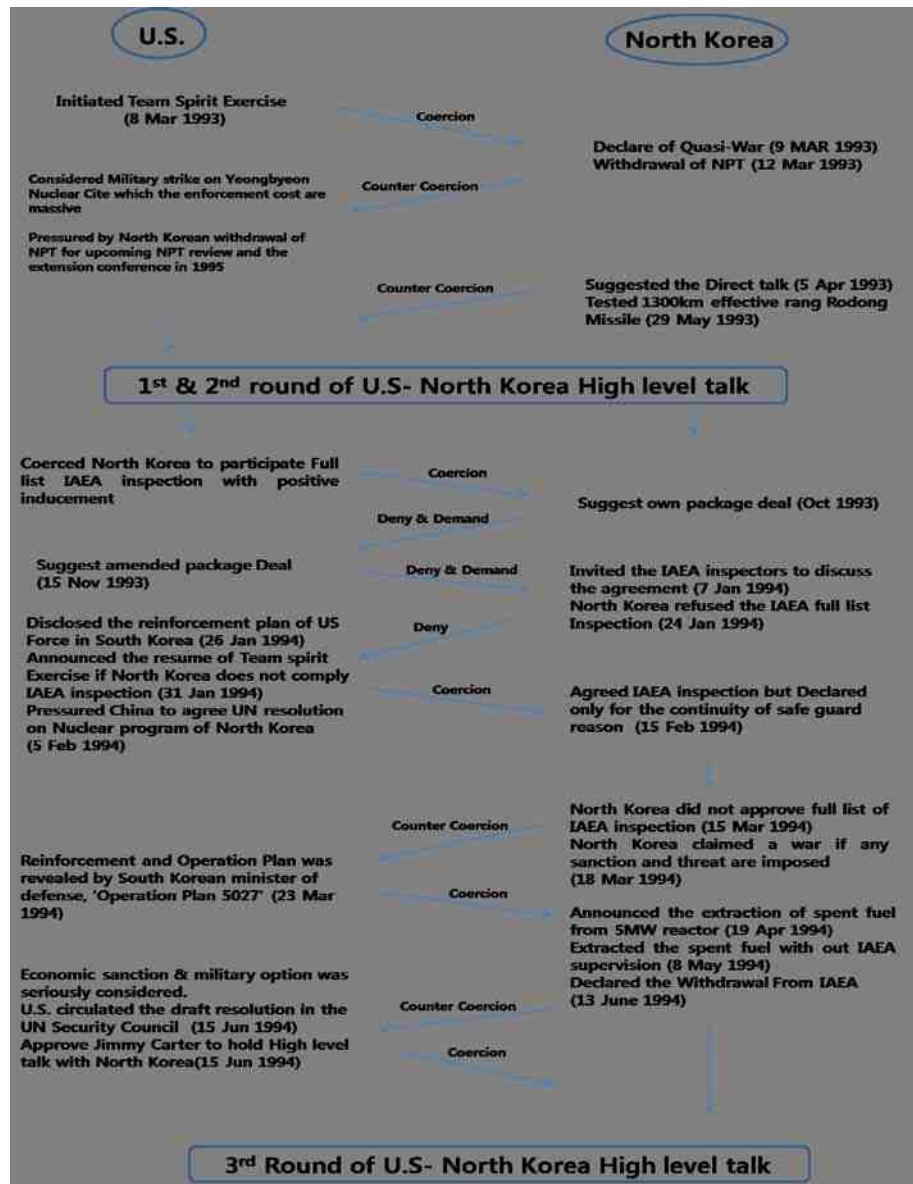 U.S.
North Korea
Initiated Team Spirit Exercise
(8 Mar 1993)
Coercion
Declare of Quasi-War (9 MAR 1993)
Withdrawal of NPT (12 Mar 1993)
Considered Military strike on Yeongbyeon
Nuclear Cite which the enforcement cost are
massive
Counter Coercion
Pressured by North Korean withdrawal of
NPT for upcoming NPT review and the
extension conference in 1995
Counter Coercion
Suggested the Direct talk (5 Apr 1993)
Tested 1300km effective rang Rodong
Missile (29 May 1993)
1st & 2nd round of U.S- North Korea High level talk
Coerced North Korea to participate Full
list IAEA inspection with positive
inducement
Coercion
Suggest own package deal (Oct 1993)
Deny & Demand
Suggest amended package Deal
(15 Nov 1993)
Deny & Demand
Invited the IAEA inspectors to discuss
the agreement (7 Jan 1994)
North Korea refused the IAEA full list
Inspection (24 Jan 1994)
Deny
Disclosed the reinforcement plan of US
Force in South Korea (26 Jan 1994)
Announced the resume of Team spirit
Exercise if North Korea does not comply
IAEA inspection (31 Jan 1994)
Pressured China to agree UN resolution
on Nuclear program of North Korea
(5 Feb 1994)
Coercion
Agreed IAEA inspection but Declared
only for the continuity of safe guard
reason (15 Feb 1994)
North Korea did not approve full list of
IAEA inspection (15 Mar 1994)
North Korea claimed a war if any
sanction and threat are imposed
(18 Mar 1994)
Counter Coercion
Reinforcement and Operation Plan was
revealed by South Korean minister of
defense, 'Operation Plan 5027' (23 Mar
1994)
Coercion
Announced the extraction of spent fuel
from 5MW reactor (19 Apr 1994)
Extracted the spent fuel with out IAEA
supervision (8 May 1994)
Declared the Withdrawal From IAEA
(13 June 1994)
Counter Coercion
Economic sanction & military option was
seriously considered.
U.S. circulated the draft resolution in the
UN Security Council (15 Jun 1994)
Approve Jimmy Carter to hold High level
talk with North Korea(15 Jun 1994)
Coercion
3rd Round of U.S- North Korea High level talk